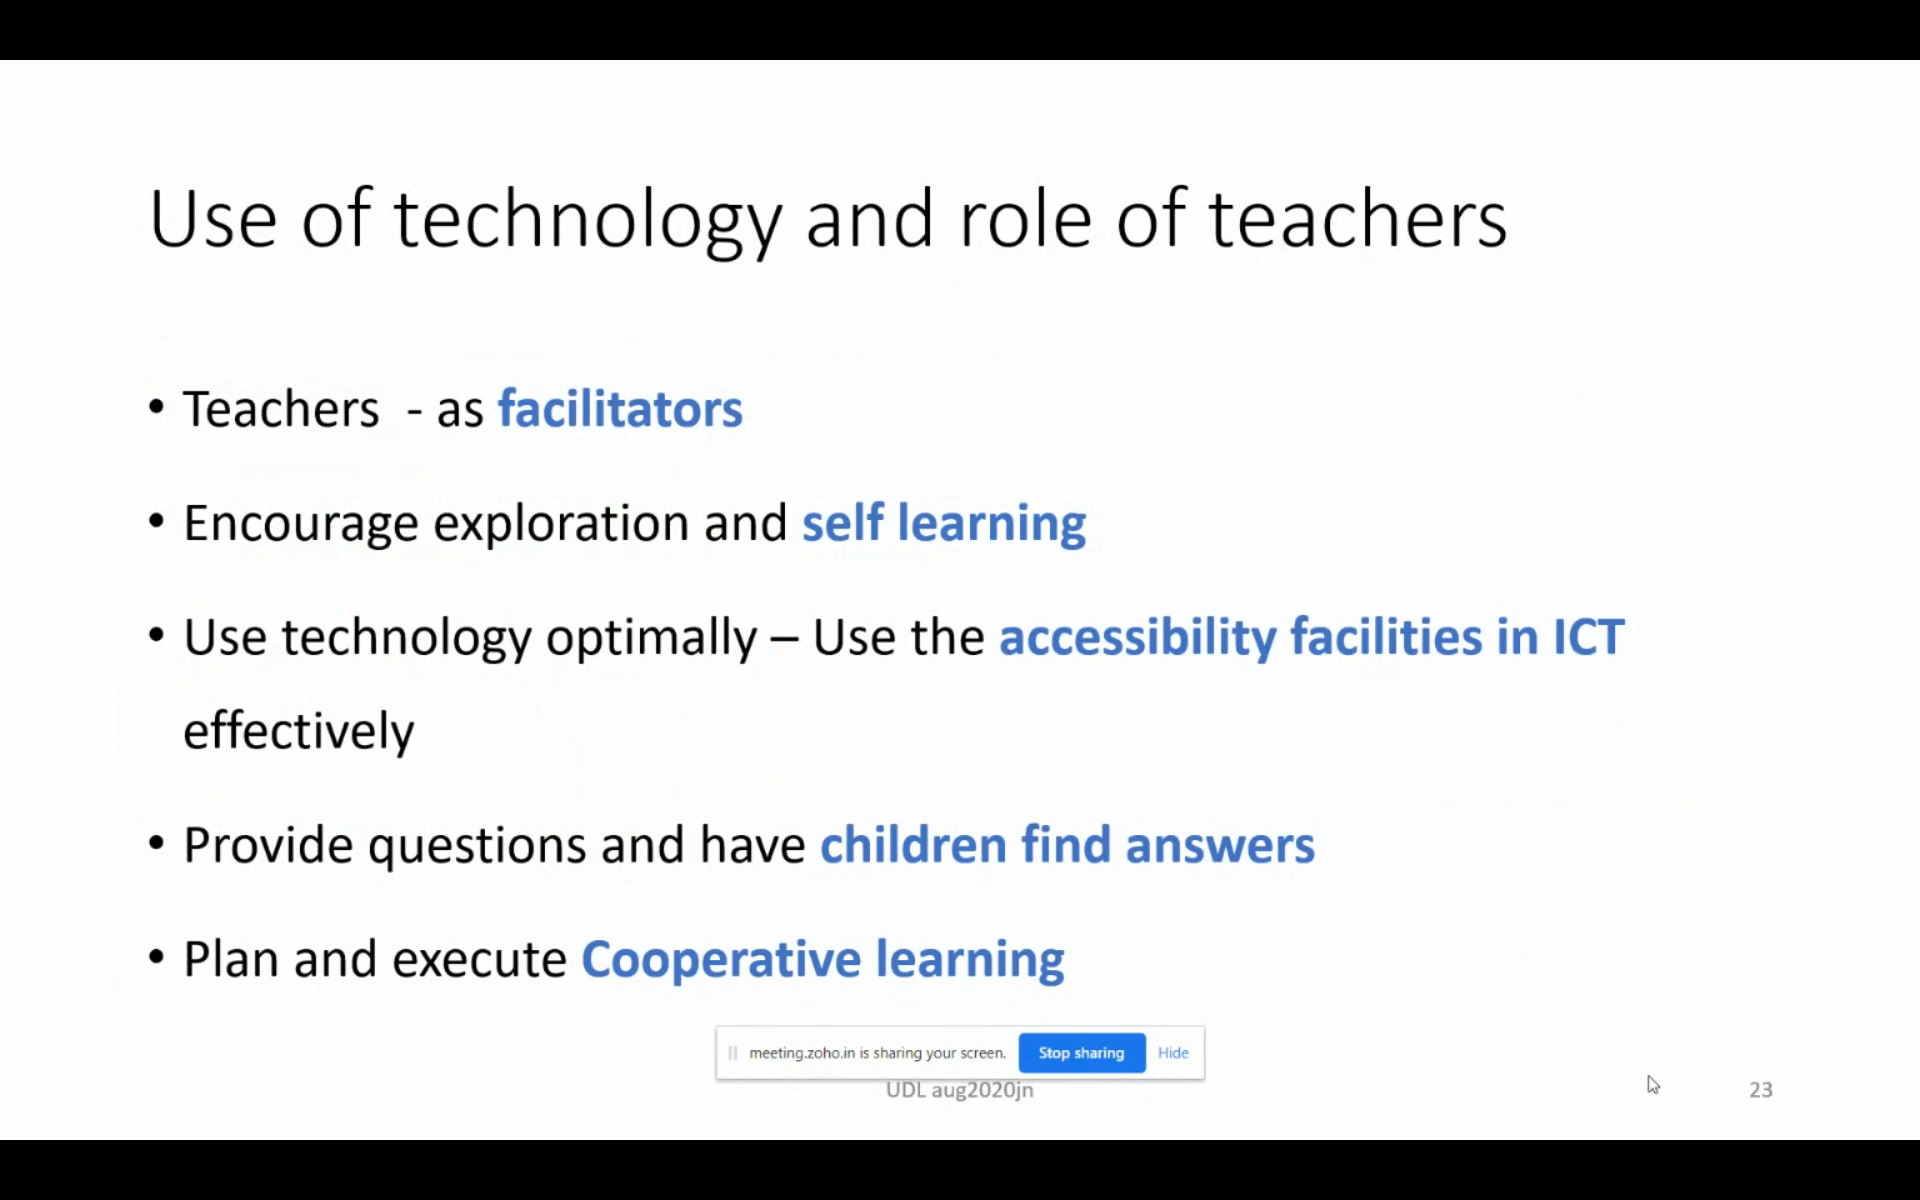 Use of technology and role of teachers
• Teachers  - as facilitators
• Encourage exploration and self learning
• Use technology optimally – Use the accessibility facilities in ICT
effectively
• Provide questions and have children find answers
• Plan and execute Cooperative learning
meeting.zoho.in is sharing your screen. Stop sharing Hide
UDL aug2020jn 23